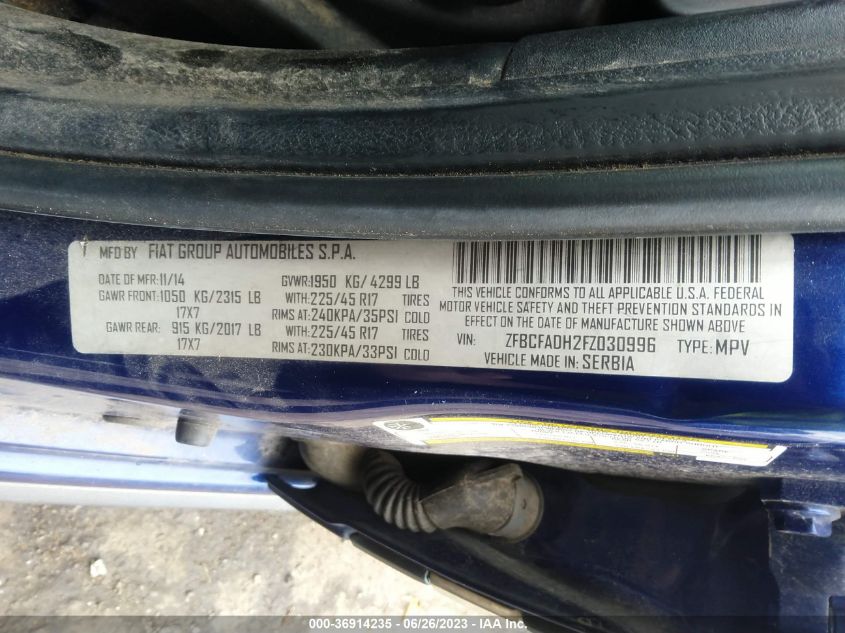 MFD BY FIAT GROUP AUTOMOBILES S.P.A.
DATE OF MFR: 11/14 GVWR: 1950 KG/ 4299 LB
GAWR FRONT: 1050 KG/2315 LB WITH: 225/45 R17 TIRES
17X7 RIMS AT: 240KPA/35PSI COLD
GAWR REAR: 915 KG/2017 LB WITH: 225/45 R17 TIRES
17X7 RIMS AT: 230KPA/33PSI COLD
THIS VEHICLE CONFORMS TO ALL APPLICABLE U.S.A. FEDERAL
MOTOR VEHICLE SAFETY AND THEFT PREVENTION STANDARDS IN
EFFECT ON THE DATE OF MANUFACTURE SHOWN ABOVE
VIN: ZFBCFADH2FZ030996 TYPE: MPV
VEHICLE MADE IN: SERBIA
000-36914235 - 06/26/2023 - IAA Inc.